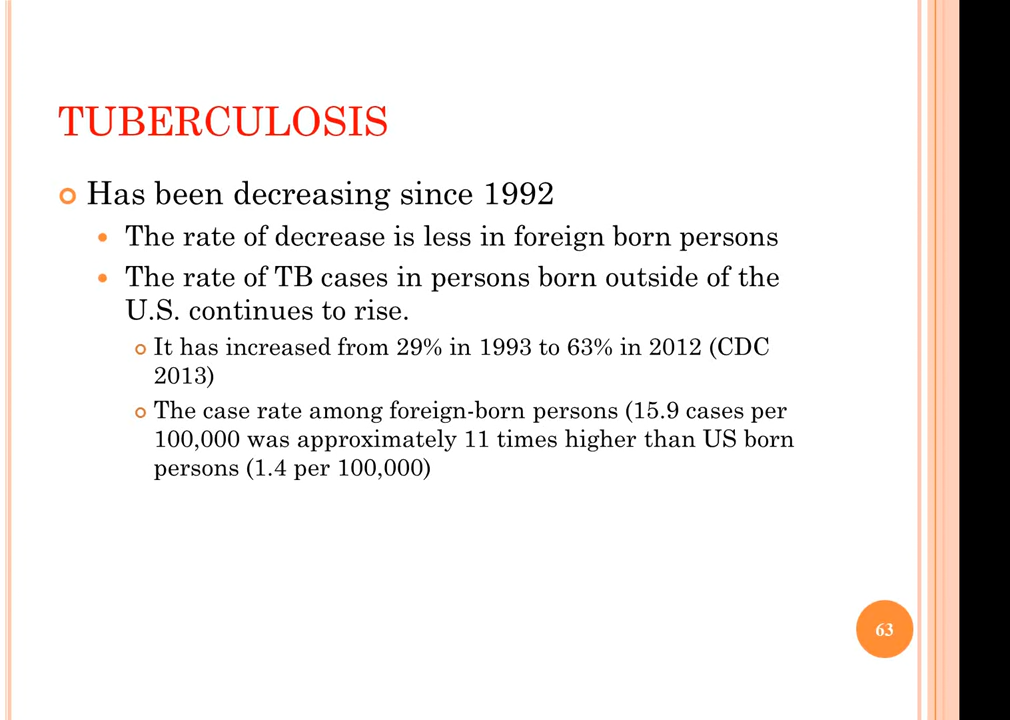 TUBERCULOSIS
Has been decreasing since 1992
The rate of decrease is less in foreign born persons
The rate of TB cases in persons born outside of the
U.S. continues to rise.
It has increased from 29% in 1993 to 63% in 2012 (CDC
2013)
The case rate among foreign-born persons (15.9 cases per
100,000 was approximately 11 times higher than US born
persons (1.4 per 100,000)
63